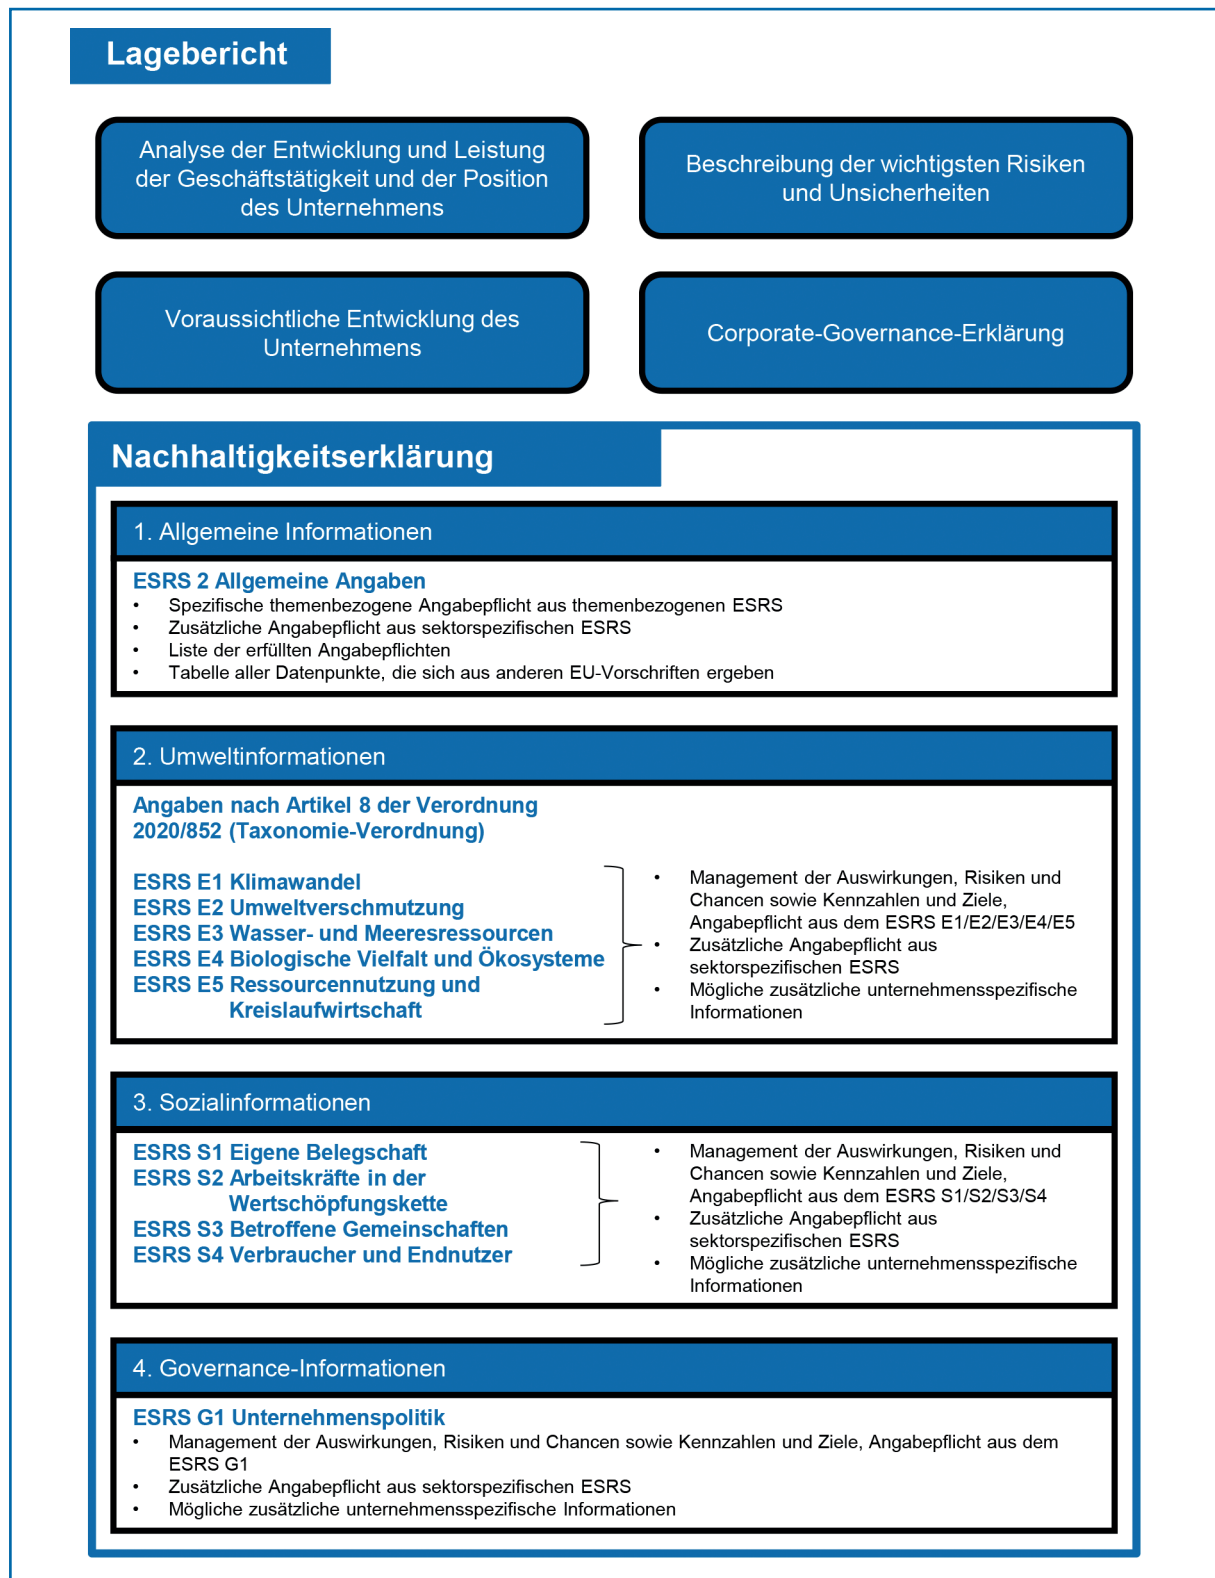 Lagebericht
Analyse der Entwicklung und Leistung
der Geschäftstätigkeit und der Position
des Unternehmens
Beschreibung der wichtigsten Risiken
und Unsicherheiten
Voraussichtliche Entwicklung des
Unternehmens
Corporate-Governance-Erklärung
Nachhaltigkeitserklärung
1. Allgemeine Informationen
ESRS 2 Allgemeine Angaben
• Spezifische themenbezogene Angabepflicht aus themenbezogenen ESRS
• Zusätzliche Angabepflicht aus sektorspezifischen ESRS
• Liste der erfüllten Angabepflichten
• Tabelle aller Datenpunkte, die sich aus anderen EU-Vorschriften ergeben
2. Umweltinformationen
Angaben nach Artikel 8 der Verordnung
2020/852 (Taxonomie-Verordnung)
ESRS E1 Klimawandel
ESRS E2 Umweltverschmutzung
ESRS E3 Wasser- und Meeresressourcen
ESRS E4 Biologische Vielfalt und Ökosysteme
ESRS E5 Ressourcennutzung und
Kreislaufwirtschaft
• Management der Auswirkungen, Risiken und
Chancen sowie Kennzahlen und Ziele,
Angabepflicht aus dem ESRS E1/E2/E3/E4/E5
• Zusätzliche Angabepflicht aus
sektorspezifischen ESRS
• Mögliche zusätzliche unternehmensspezifische
Informationen
3. Sozialinformationen
ESRS S1 Eigene Belegschaft
ESRS S2 Arbeitskräfte in der
Wertschöpfungskette
ESRS S3 Betroffene Gemeinschaften
ESRS S4 Verbraucher und Endnutzer
• Management der Auswirkungen, Risiken und
Chancen sowie Kennzahlen und Ziele,
Angabepflicht aus dem ESRS S1/S2/S3/S4
• Zusätzliche Angabepflicht aus
sektorspezifischen ESRS
• Mögliche zusätzliche unternehmensspezifische
Informationen
4. Governance-Informationen
ESRS G1 Unternehmenspolitik
• Management der Auswirkungen, Risiken und Chancen sowie Kennzahlen und Ziele, Angabepflicht aus dem
ESRS G1
• Zusätzliche Angabepflicht aus sektorspezifischen ESRS
• Mögliche zusätzliche unternehmensspezifische Informationen